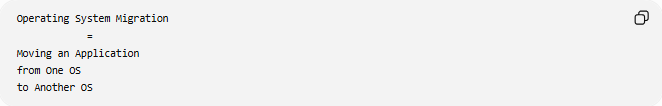 Operating System Migration
=
Moving an Application
from One OS
to Another OS